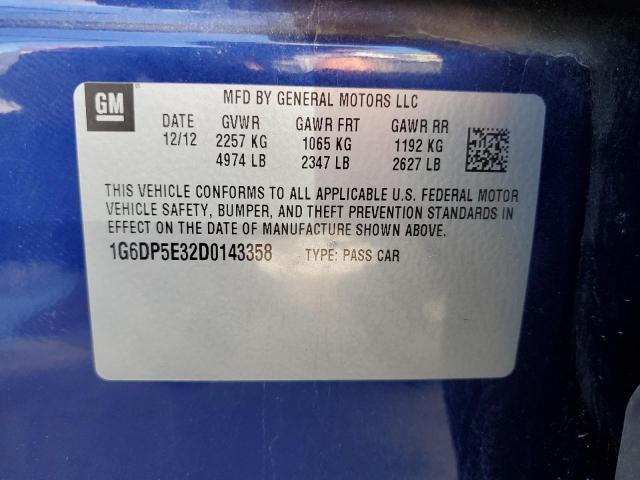 GM
MFD BY GENERAL MOTORS LLC
DATE GVWR GAWR FRT GAWR RR
12/12 2257 KG 1065 KG 1192 KG
4974 LB 2347 LB 2627 LB
THIS VEHICLE CONFORMS TO ALL APPLICABLE U.S. FEDERAL MOTOR
VEHICLE SAFETY, BUMPER, AND THEFT PREVENTION STANDARDS IN
EFFECT ON THE DATE OF MANUFACTURE SHOWN ABOVE.
1G6DP5E32D0143358 TYPE: PASS CAR